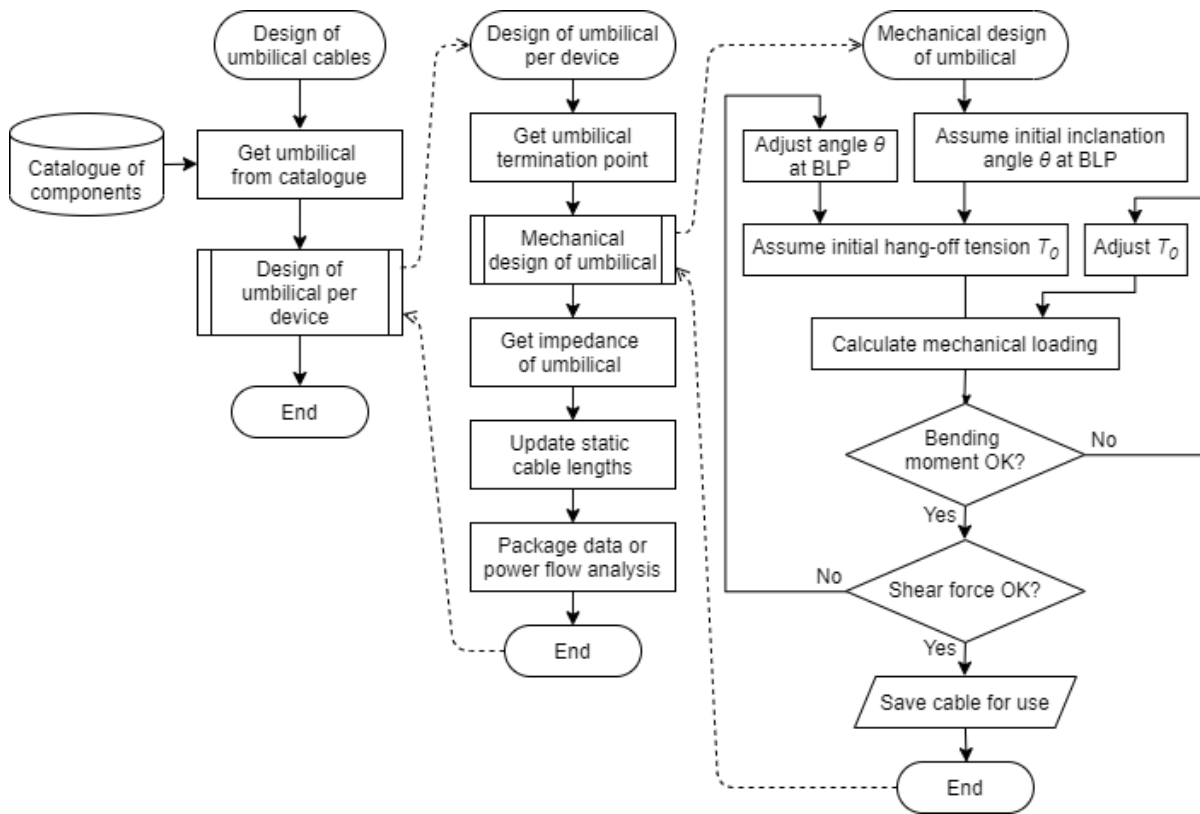 Design of
umbilical cables
Catalogue of
components
Get umbilical
from catalogue
Design of
umbilical per
device
End
Design of umbilical
per device
Get umbilical
termination point
Mechanical
design of umbilical
Get impedance
of umbilical
Update static
cable lengths
Package data or
power flow analysis
End
Mechanical design
of umbilical
Adjust angle θ
at BLP
Assume initial inclanation
angle θ at BLP
Assume initial hang-off tension T0
Adjust T0
Calculate mechanical loading
Bending
moment OK?
No
Yes
Shear force OK?
No
Yes
Save cable for use
End